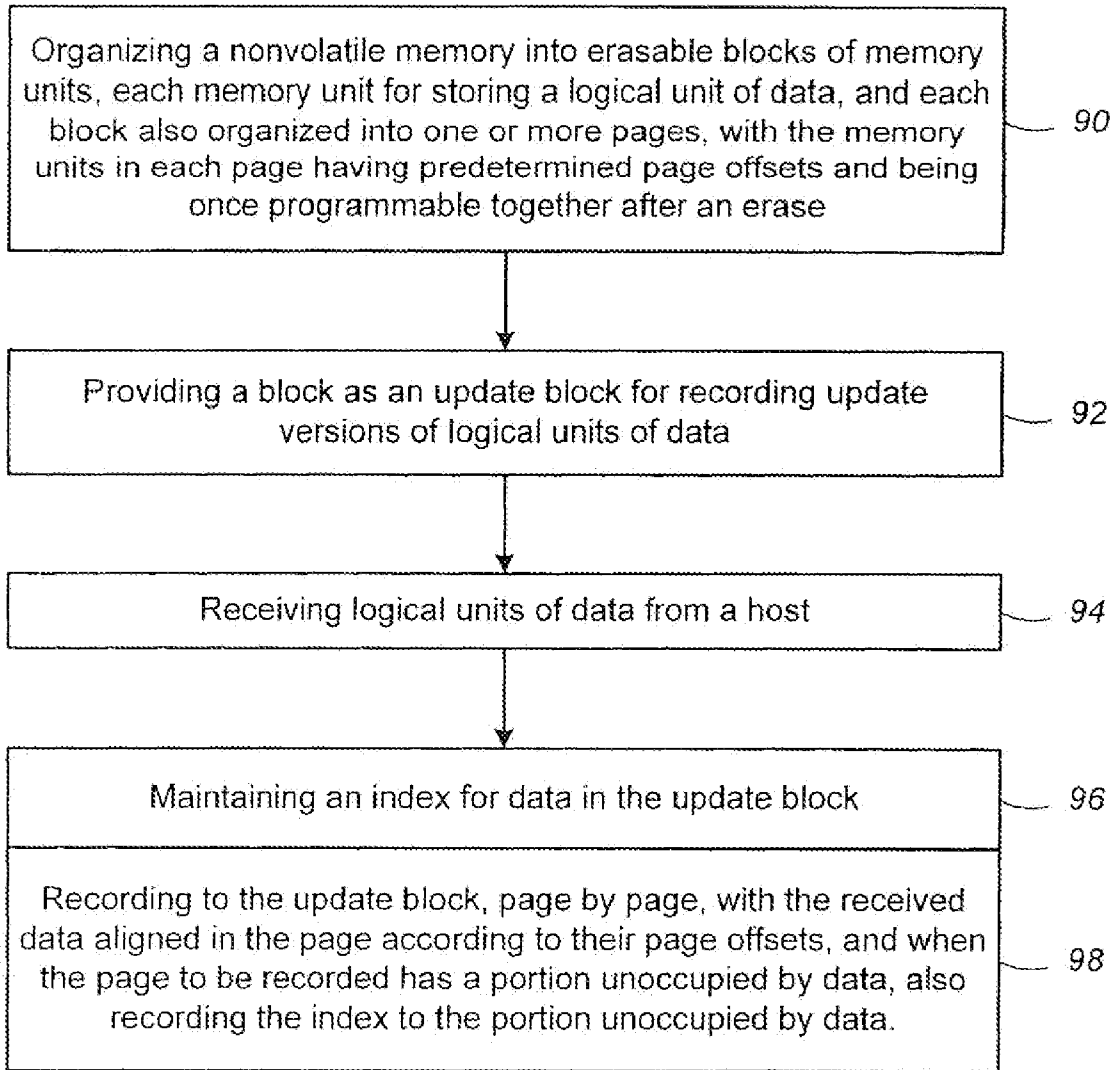 Organizing a nonvolatile memory into erasable blocks of memory
units, each memory unit for storing a logical unit of data, and each
block also organized into one or more pages, with the memory
units in each page having predetermined page offsets and being
once programmable together after an erase
90
Providing a block as an update block for recording update
versions of logical units of data
92
Receiving logical units of data from a host
94
Maintaining an index for data in the update block
96
Recording to the update block, page by page, with the received
data aligned in the page according to their page offsets, and when
the page to be recorded has a portion unoccupied by data, also
recording the index to the portion unoccupied by data.
98